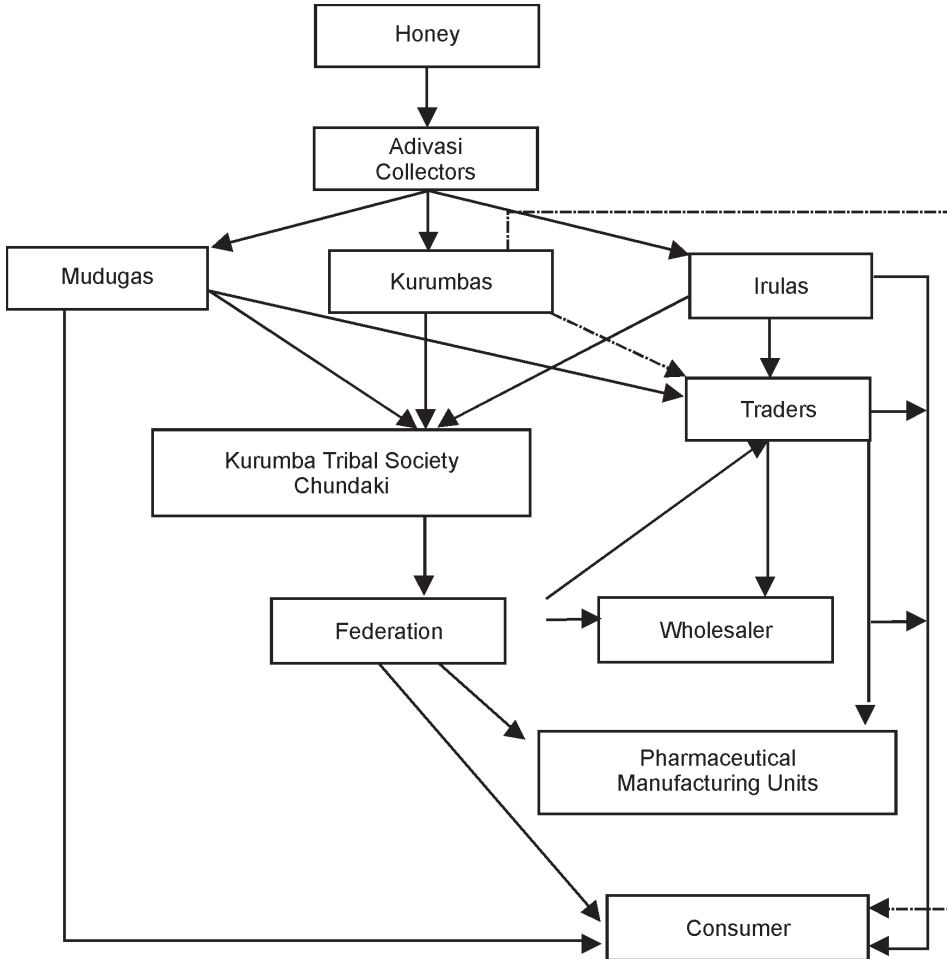 Honey
Adivasi
Collectors
Mudugas
Kurumbas
Irulas
Traders
Kurumba Tribal Society
Chundaki
Federation
Wholesaler
Pharmaceutical
Manufacturing Units
Consumer